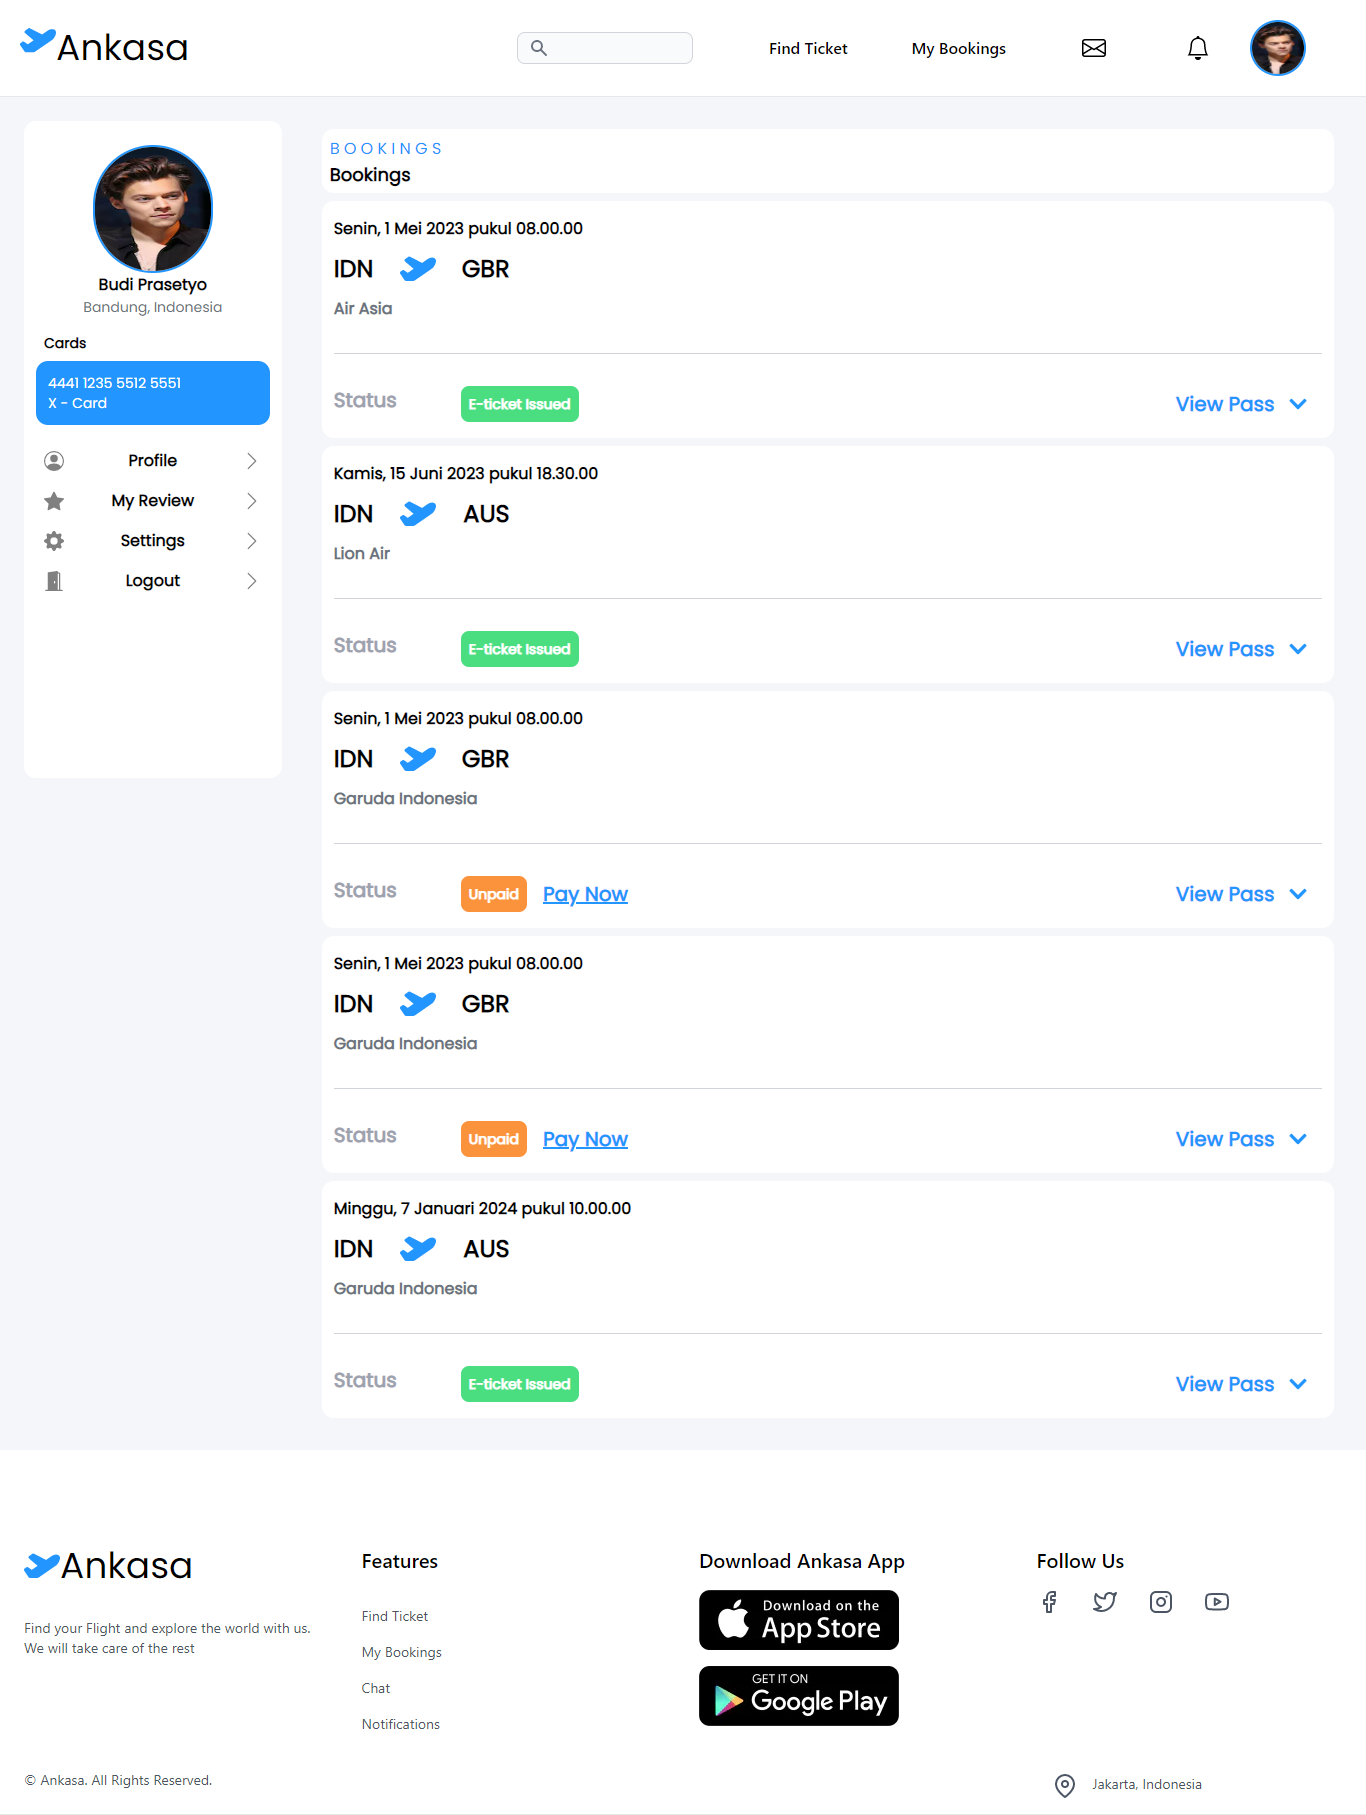 Ankasa
Find Ticket
My Bookings
Budi Prasetyo
Bandung, Indonesia
Cards
4441 1235 5512 5551
X - Card
Profile
My Review
Settings
Logout
BOOKINGS
Bookings
Senin, 1 Mei 2023 pukul 08.00.00
IDN GBR
Air Asia
Status E-ticket Issued View Pass
Kamis, 15 Juni 2023 pukul 18.30.00
IDN AUS
Lion Air
Status E-ticket Issued View Pass
Senin, 1 Mei 2023 pukul 08.00.00
IDN GBR
Garuda Indonesia
Status Unpaid Pay Now View Pass
Senin, 1 Mei 2023 pukul 08.00.00
IDN GBR
Garuda Indonesia
Status Unpaid Pay Now View Pass
Minggu, 7 Januari 2024 pukul 10.00.00
IDN AUS
Garuda Indonesia
Status E-ticket Issued View Pass
Ankasa
Find your Flight and explore the world with us.
We will take care of the rest
Features
Find Ticket
My Bookings
Chat
Notifications
Download Ankasa App
Download on the
App Store
GET IT ON
Google Play
Follow Us
© Ankasa. All Rights Reserved.
Jakarta, Indonesia